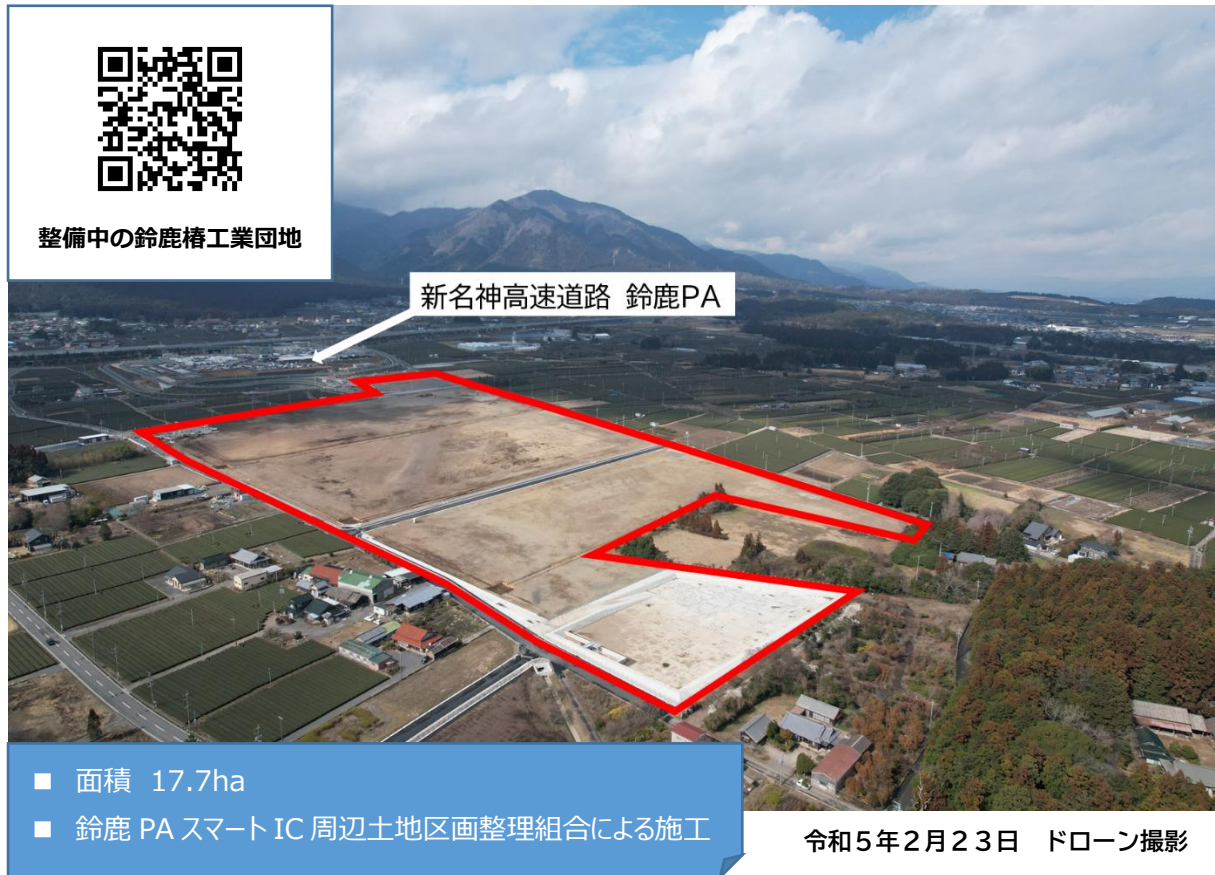 整備中の鈴鹿椿工業団地
新名神高速道路 鈴鹿PA
■ 面積 17.7ha
■ 鈴鹿 PA スマート IC 周辺土地区画整理組合による施工
令和5年2月23日 ドローン撮影